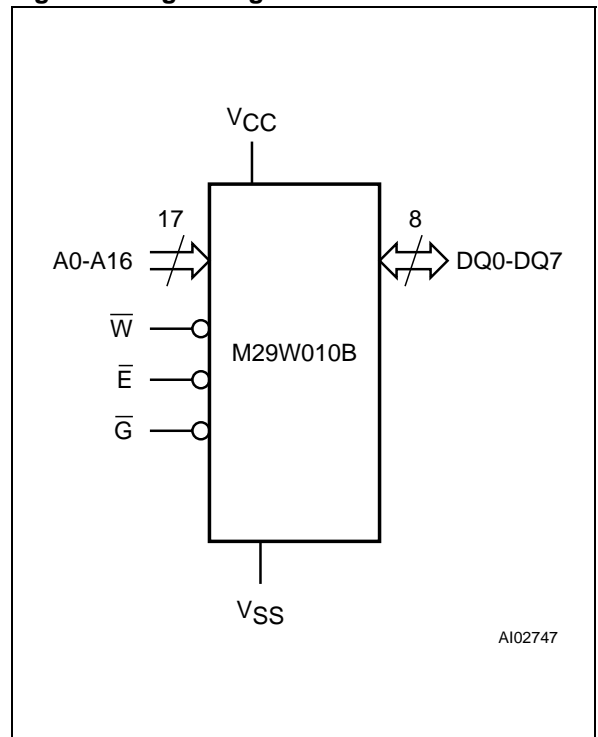 VCC
17
8
A0-A16
DQ0-DQ7
W̅
M29W010B
E̅
G̅
VSS
AI02747